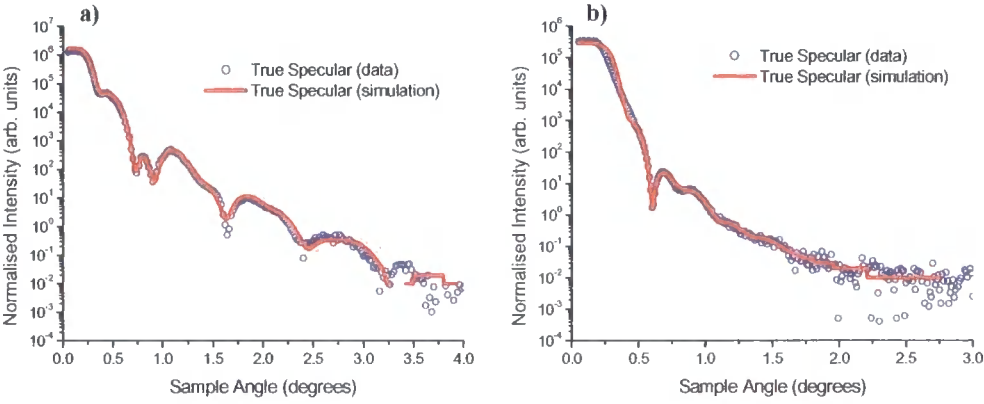 a)
10^7
10^6
10^5
10^4
10^3
10^2
10^1
10^0
10^-1
10^-2
10^-3
10^-4
Normalised Intensity (arb. units)
True Specular (data)
True Specular (simulation)
0.0 0.5 1.0 1.5 2.0 2.5 3.0 3.5 4.0
Sample Angle (degrees)
b)
10^6
10^5
10^4
10^3
10^2
10^1
10^0
10^-1
10^-2
10^-3
10^-4
Normalised Intensity (arb. units)
True Specular (data)
True Specular (simulation)
0.0 0.5 1.0 1.5 2.0 2.5 3.0
Sample Angle (degrees)